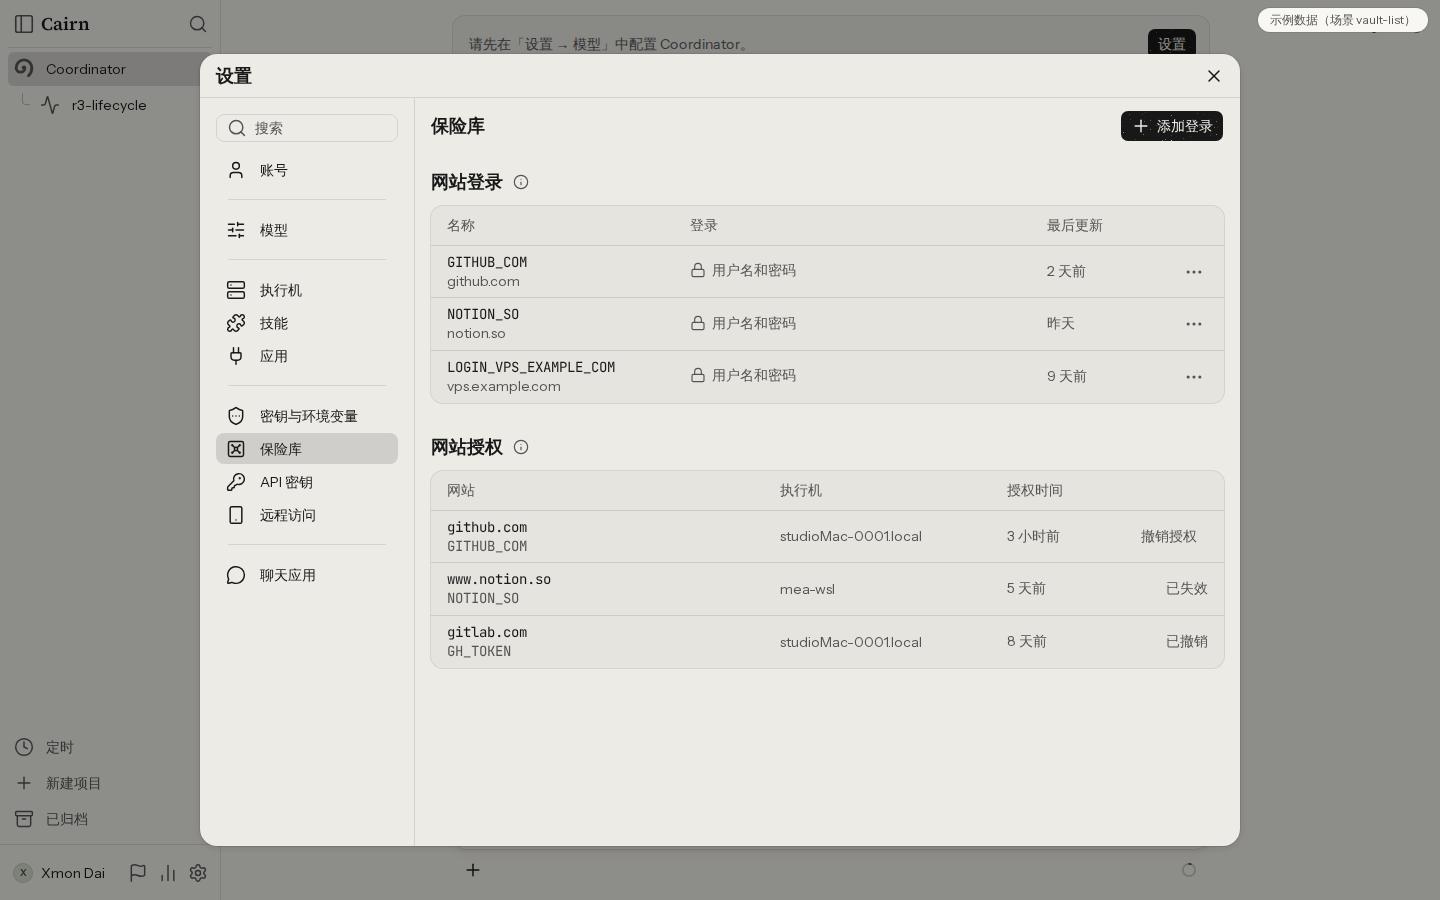 Cairn
示例数据（场景 vault-list）
请先在「设置 → 模型」中配置 Coordinator。
设置
Coordinator
r3-lifecycle
设置
搜索
账号
模型
执行机
技能
应用
密钥与环境变量
保险库
API 密钥
远程访问
聊天应用
保险库
添加登录
网站登录
名称 登录 最后更新
GITHUB_COM
github.com
用户名和密码
2 天前
NOTION_SO
notion.so
用户名和密码
昨天
LOGIN_VPS_EXAMPLE_COM
vps.example.com
用户名和密码
9 天前
网站授权
网站 执行机 授权时间
github.com
GITHUB_COM
studioMac-0001.local
3 小时前
撤销授权
www.notion.so
NOTION_SO
mea-wsl
5 天前
已失效
gitlab.com
GH_TOKEN
studioMac-0001.local
8 天前
已撤销
定时
新建项目
已归档
X Xmon Dai